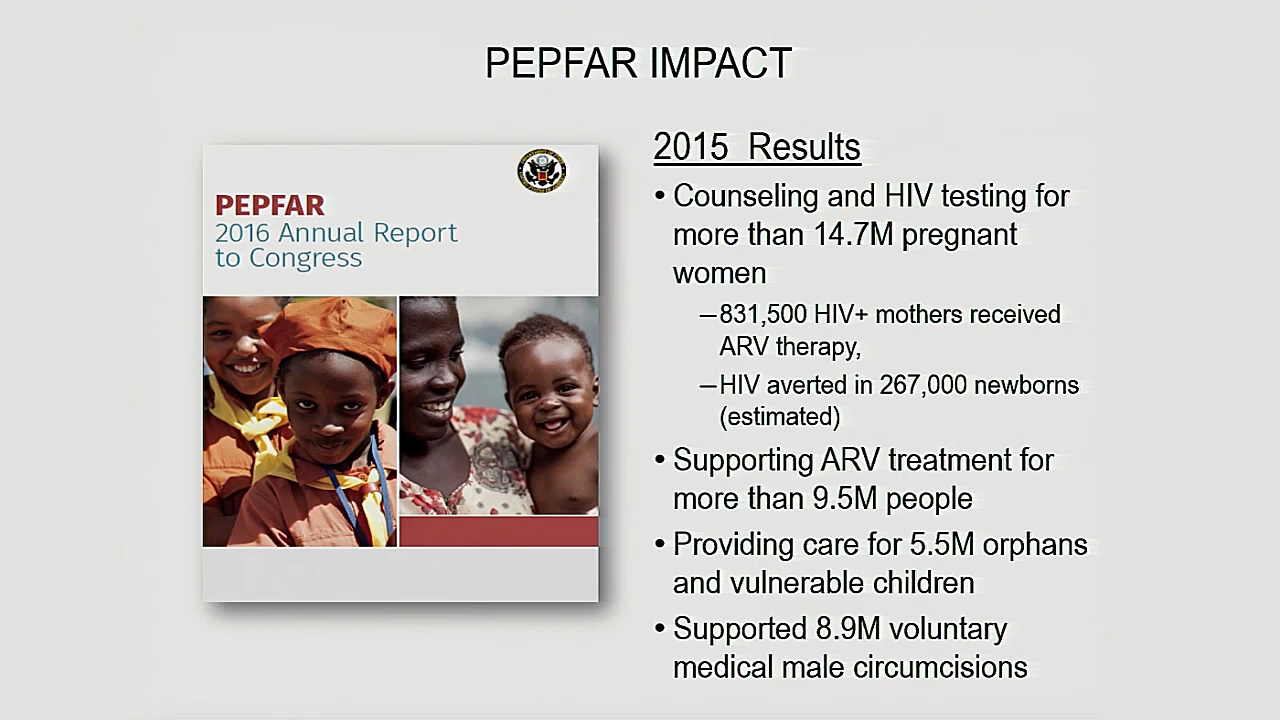 PEPFAR IMPACT
PEPFAR
2016 Annual Report
to Congress
2015 Results
• Counseling and HIV testing for
more than 14.7M pregnant
women
–831,500 HIV+ mothers received
ARV therapy,
–HIV averted in 267,000 newborns
(estimated)
• Supporting ARV treatment for
more than 9.5M people
• Providing care for 5.5M orphans
and vulnerable children
• Supported 8.9M voluntary
medical male circumcisions